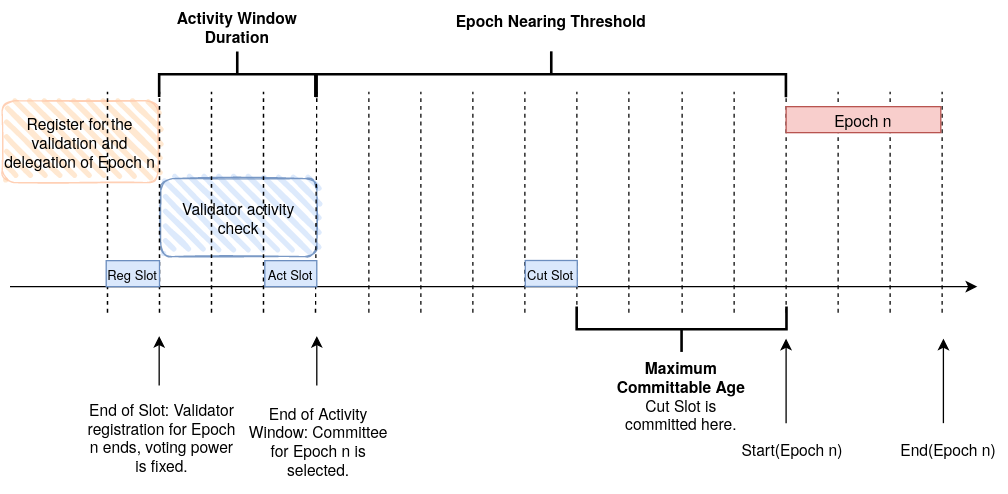 Activity Window
Duration
Epoch Nearing Threshold
Register for the
validation and
delegation of Epoch n
Epoch n
Validator activity
check
Reg Slot
Act Slot
Cut Slot
End of Slot: Validator
registration for Epoch
n ends, voting power
is fixed.
End of Activity
Window: Committee
for Epoch n is
selected.
Maximum
Committable Age
Cut Slot is
committed here.
Start(Epoch n)
End(Epoch n)